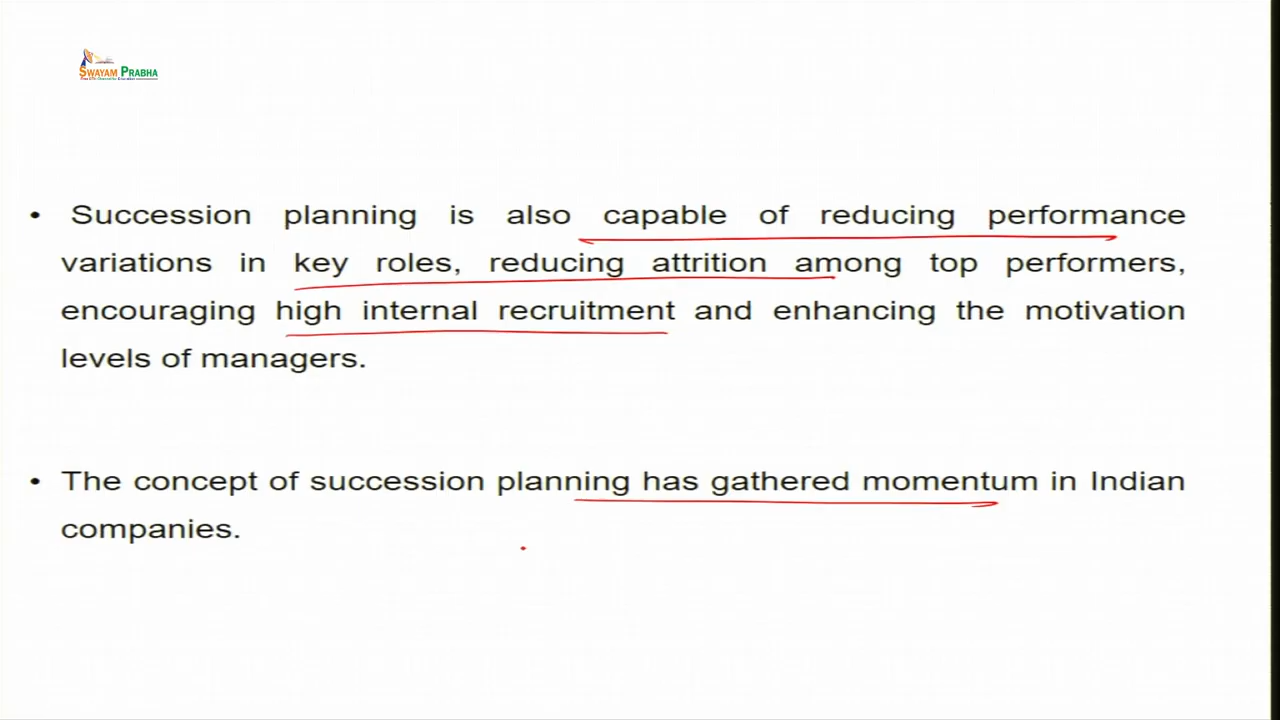 SWAYAM PRABHA
• Succession planning is also capable of reducing performance
variations in key roles, reducing attrition among top performers,
encouraging high internal recruitment and enhancing the motivation
levels of managers.
• The concept of succession planning has gathered momentum in Indian
companies.